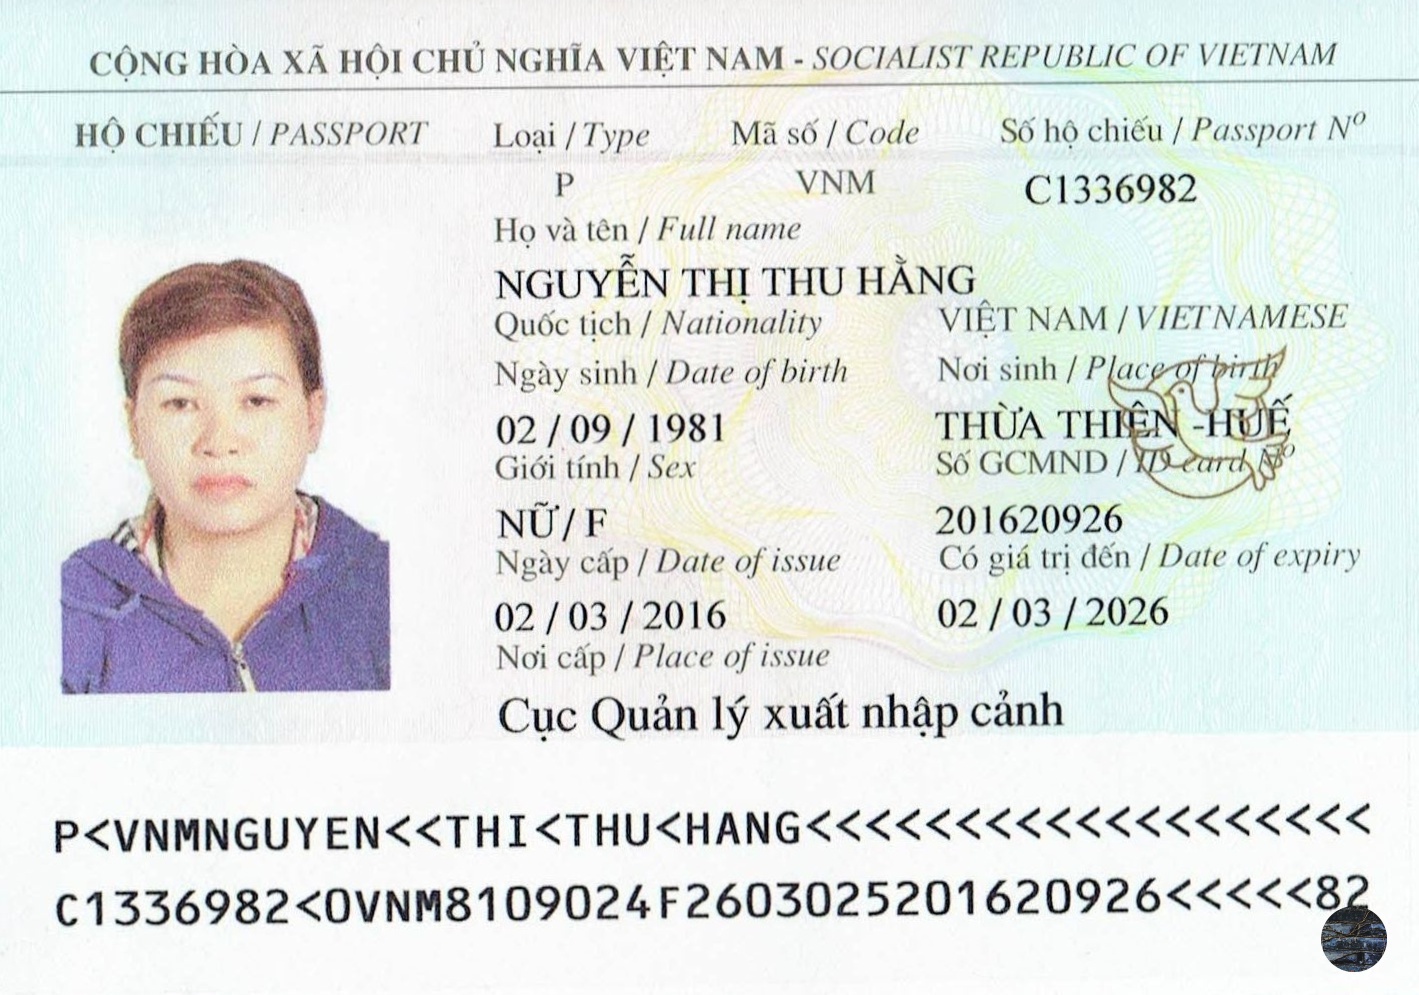 CỘNG HÒA XÃ HỘI CHỦ NGHĨA VIỆT NAM - SOCIALIST REPUBLIC OF VIETNAM
HỘ CHIẾU / PASSPORT Loại / Type Mã số / Code Số hộ chiếu / Passport Nº
P VNM C1336982
Họ và tên / Full name
NGUYỄN THỊ THU HẰNG
Quốc tịch / Nationality VIỆT NAM / VIETNAMESE
Ngày sinh / Date of birth Nơi sinh / Place of birth
02 / 09 / 1981 THỪA THIÊN -HUẾ
Giới tính / Sex Số GCMND / ID card Nº
NỮ / F 201620926
Ngày cấp / Date of issue Có giá trị đến / Date of expiry
02 / 03 / 2016 02 / 03 / 2026
Nơi cấp / Place of issue
Cục Quản lý xuất nhập cảnh
P<VNMNGUYEN<<THI<THU<HANG<<<<<<<<<<<<<<<<<<<
C1336982<0VNM8109024F2603025201620926<<<<<82